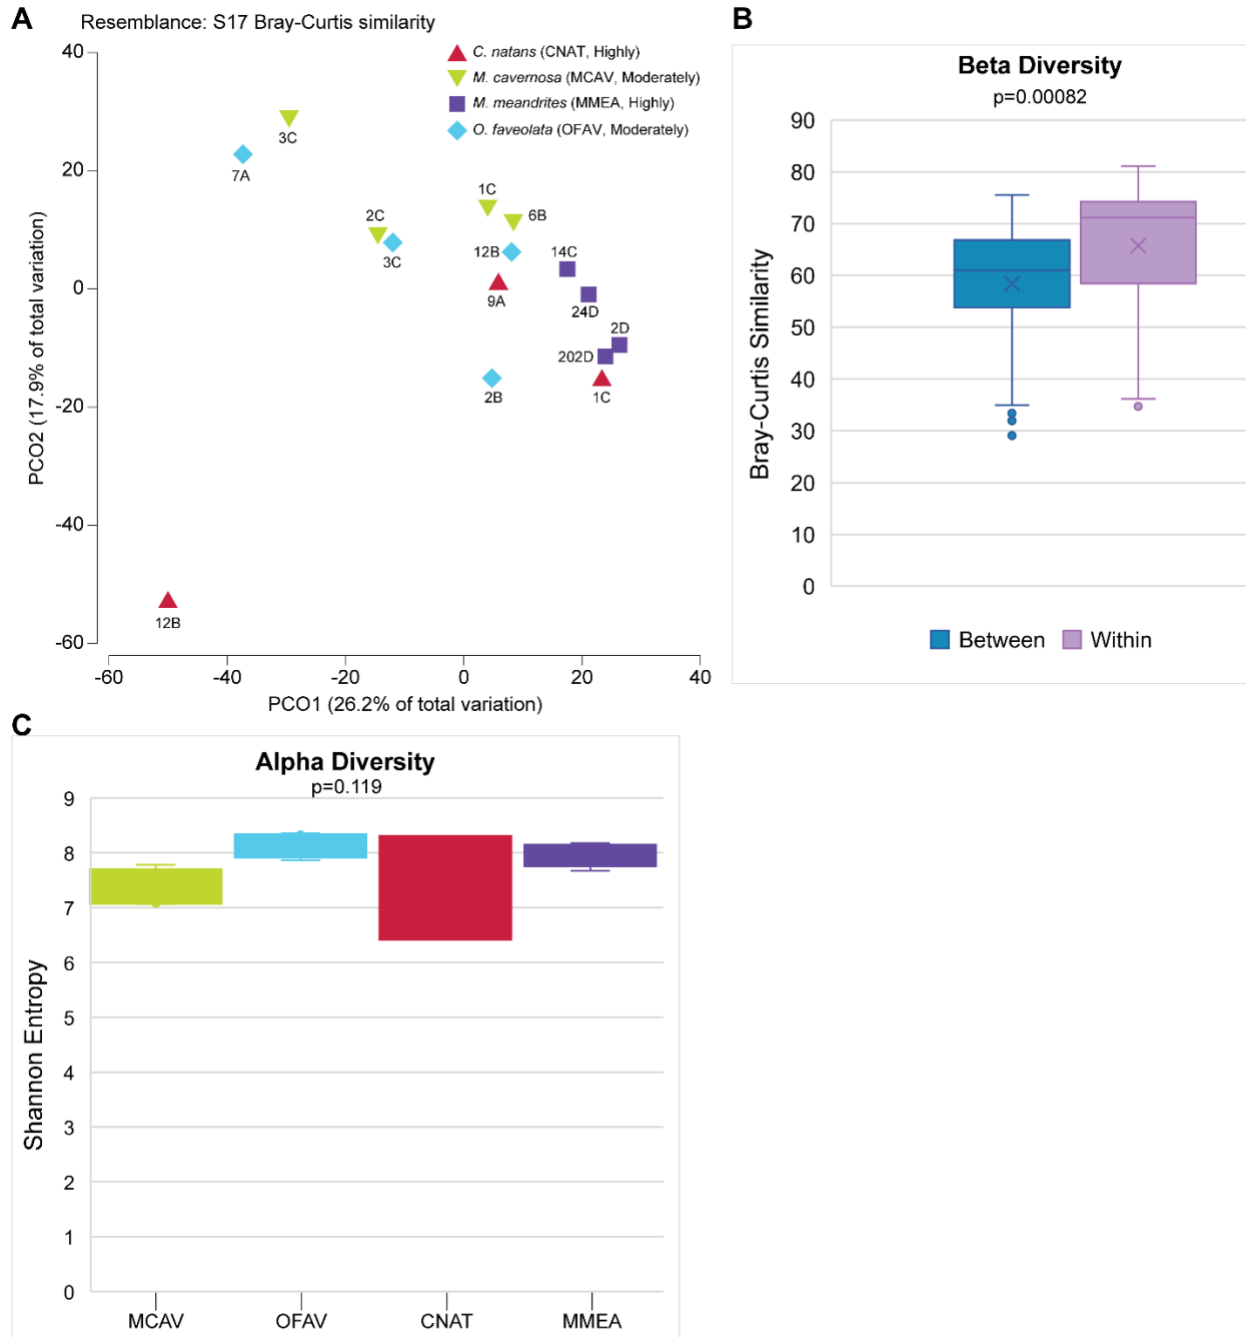 A
Resemblance: S17 Bray-Curtis similarity
C. natans (CNAT, Highly)
M. cavernosa (MCAV, Moderately)
M. meandrites (MMEA, Highly)
O. faveolata (OFAV, Moderately)
40
20
0
-20
-40
-60
PCO2 (17.9% of total variation)
3C
7A
1C
2C
6B
3C
12B
14C
9A
24D
2D
202D
2B
1C
12B
-60
-40
-20
0
20
40
PCO1 (26.2% of total variation)
B
Beta Diversity
p=0.00082
90
80
70
60
50
40
30
20
10
0
Bray-Curtis Similarity
Between
Within
C
Alpha Diversity
p=0.119
9
8
7
6
5
4
3
2
1
0
Shannon Entropy
MCAV
OFAV
CNAT
MMEA